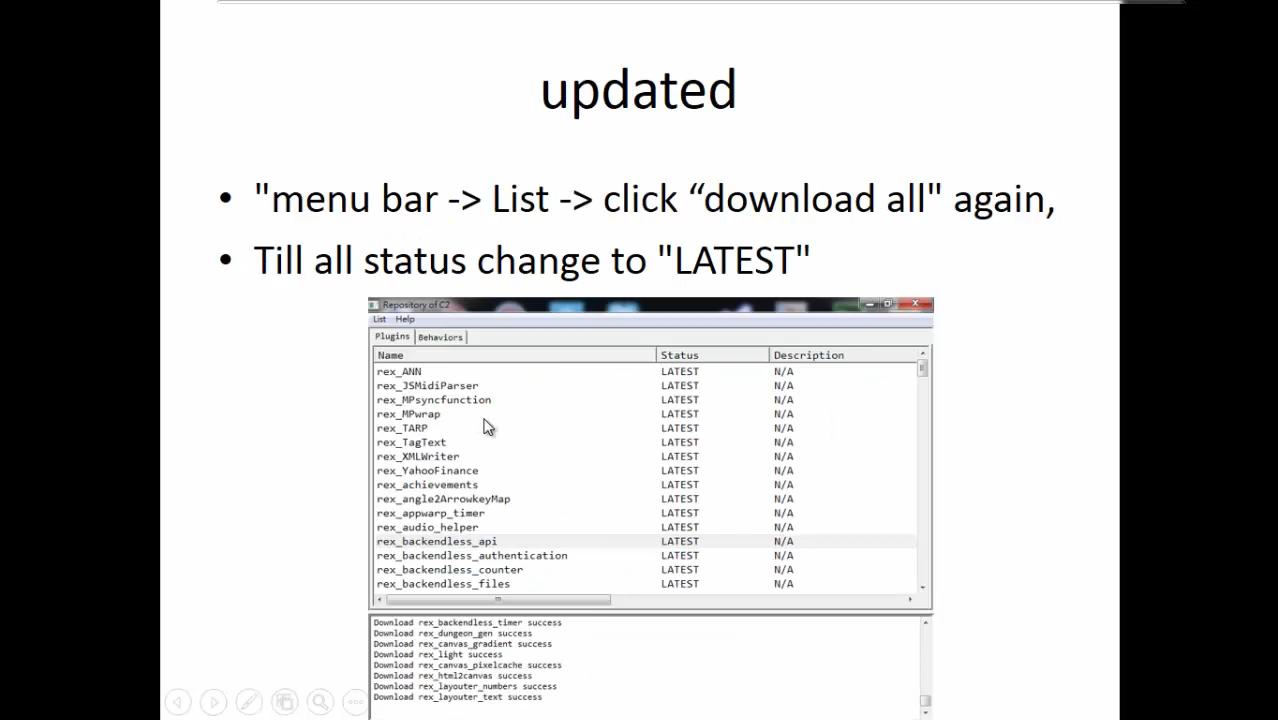 updated
• "menu bar -> List -> click “download all" again,
• Till all status change to "LATEST"
Repository of C2
List Help
Plugins Behaviors
Name Status Description
rex_ANN LATEST N/A
rex_JSMidiParser LATEST N/A
rex_MPsyncfunction LATEST N/A
rex_MPwrap LATEST N/A
rex_TARP LATEST N/A
rex_TagText LATEST N/A
rex_XMLWriter LATEST N/A
rex_YahooFinance LATEST N/A
rex_achievements LATEST N/A
rex_angle2ArrowkeyMap LATEST N/A
rex_appwarp_timer LATEST N/A
rex_audio_helper LATEST N/A
rex_backendless_api LATEST N/A
rex_backendless_authentication LATEST N/A
rex_backendless_counter LATEST N/A
rex_backendless_files LATEST N/A
Download rex_backendless_timer success
Download rex_dungeon_gen success
Download rex_canvas_gradient success
Download rex_light success
Download rex_canvas_pixelcache success
Download rex_html2canvas success
Download rex_layouter_numbers success
Download rex_layouter_text success